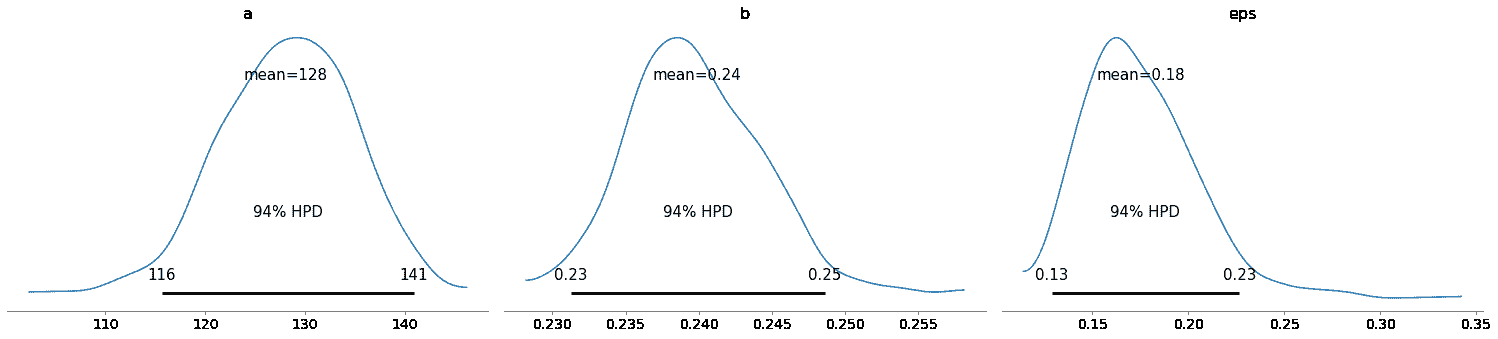 a
mean=128
94% HPD
116 141
110 120 130 140
b
mean=0.24
94% HPD
0.23 0.25
0.230 0.235 0.240 0.245 0.250 0.255
eps
mean=0.18
94% HPD
0.13 0.23
0.15 0.20 0.25 0.30 0.35